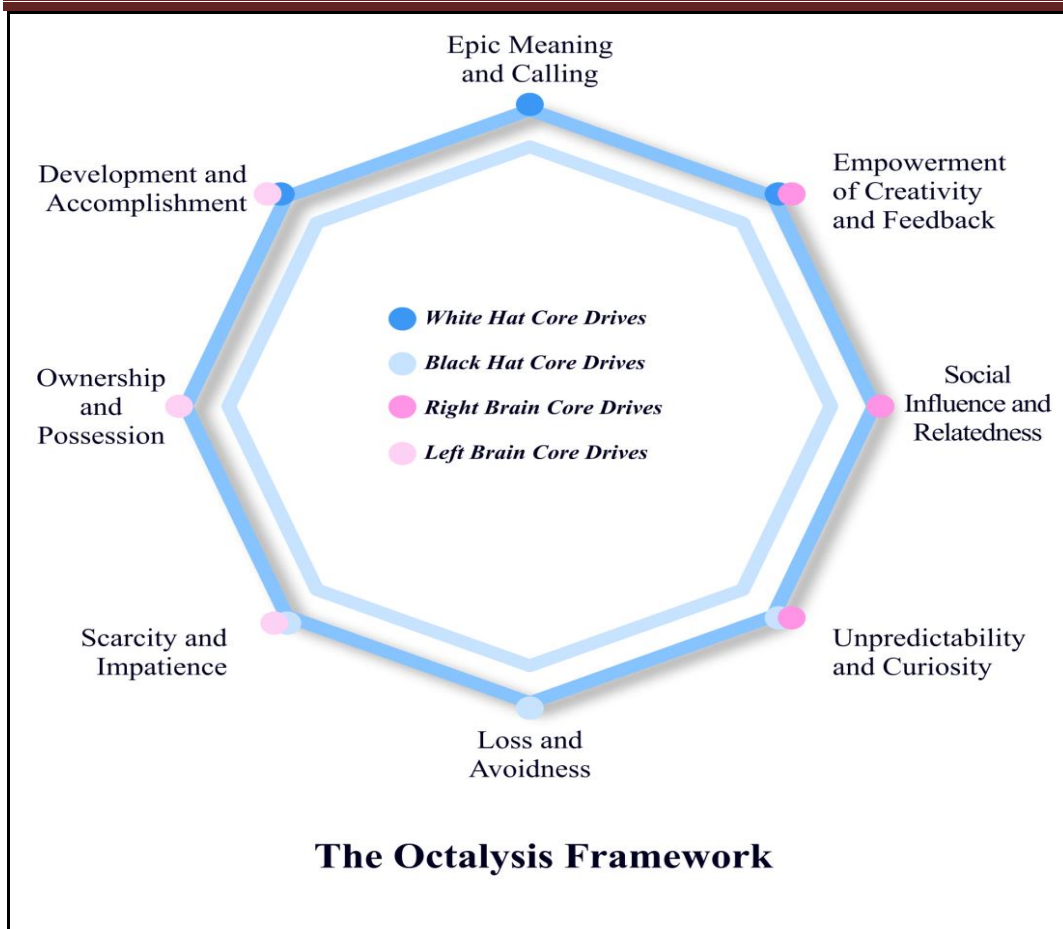 Epic Meaning
and Calling
Development and
Accomplishment
Empowerment
of Creativity
and Feedback
White Hat Core Drives
Black Hat Core Drives
Right Brain Core Drives
Left Brain Core Drives
Ownership
and
Possession
Social
Influence and
Relatedness
Scarcity and
Impatience
Unpredictability
and Curiosity
Loss and
Avoidness
The Octalysis Framework